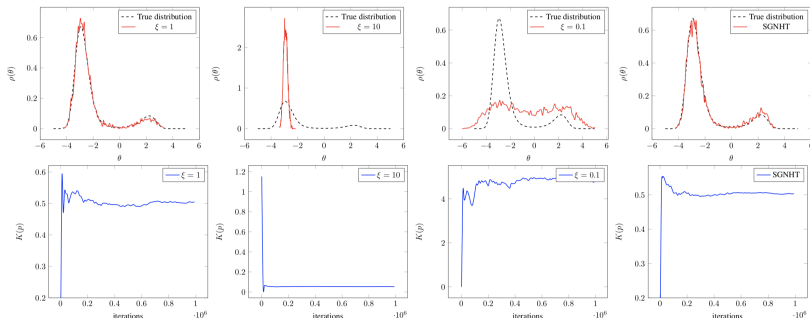 True distribution
ξ = 1
0.6
0.4
0.2
0
ρ(θ)
−6 −4 −2 0 2 4 6
θ
True distribution
ξ = 10
2
1
0
ρ(θ)
−6 −4 −2 0 2 4 6
θ
True distribution
ξ = 0.1
0.6
0.4
0.2
0
ρ(θ)
−6 −4 −2 0 2 4 6
θ
True distribution
SGNHT
0.6
0.4
0.2
0
ρ(θ)
−6 −4 −2 0 2 4 6
θ
ξ = 1
0.6
0.5
0.4
0.3
0.2
K(p)
0 0.2 0.4 0.6 0.8 1
iterations ·10⁶
ξ = 10
1.2
1
0.8
0.6
0.4
0.2
0
K(p)
0 0.2 0.4 0.6 0.8 1
iterations ·10⁶
ξ = 0.1
4
2
0
K(p)
0 0.2 0.4 0.6 0.8 1
iterations ·10⁶
SGNHT
0.5
0.4
0.3
0.2
K(p)
0 0.2 0.4 0.6 0.8 1
iterations ·10⁶